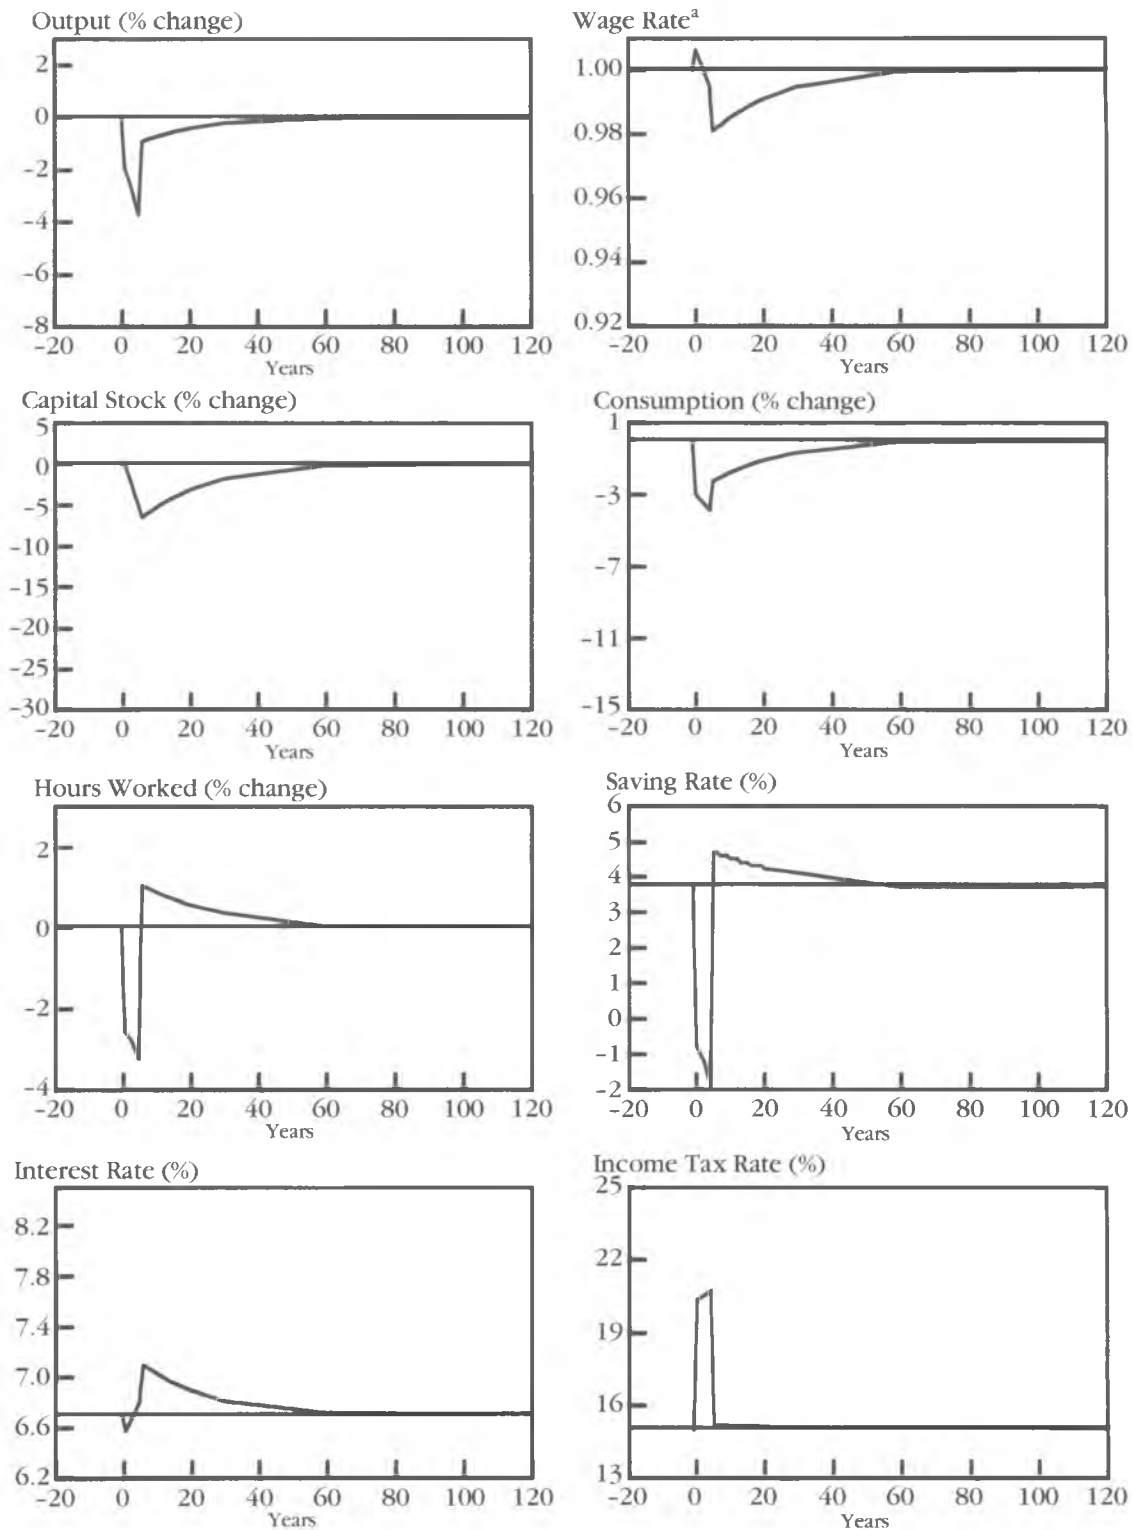 Output (% change)
2
0
-2
-4
-6
-8
-20 0 20 40 60 80 100 120
Years
Wage Rateᵃ
1.00
0.98
0.96
0.94
0.92
-20 0 20 40 60 80 100 120
Years
Capital Stock (% change)
5
0
-5
-10
-15
-20
-25
-30
-20 0 20 40 60 80 100 120
Years
Consumption (% change)
1
-3
-7
-11
-15
-20 0 20 40 60 80 100 120
Years
Hours Worked (% change)
2
0
-2
-4
-20 0 20 40 60 80 100 120
Years
Saving Rate (%)
6
5
4
3
2
1
0
-1
-2
-20 0 20 40 60 80 100 120
Years
Interest Rate (%)
8.2
7.8
7.4
7.0
6.6
6.2
-20 0 20 40 60 80 100 120
Years
Income Tax Rate (%)
25
22
19
16
13
-20 0 20 40 60 80 100 120
Years